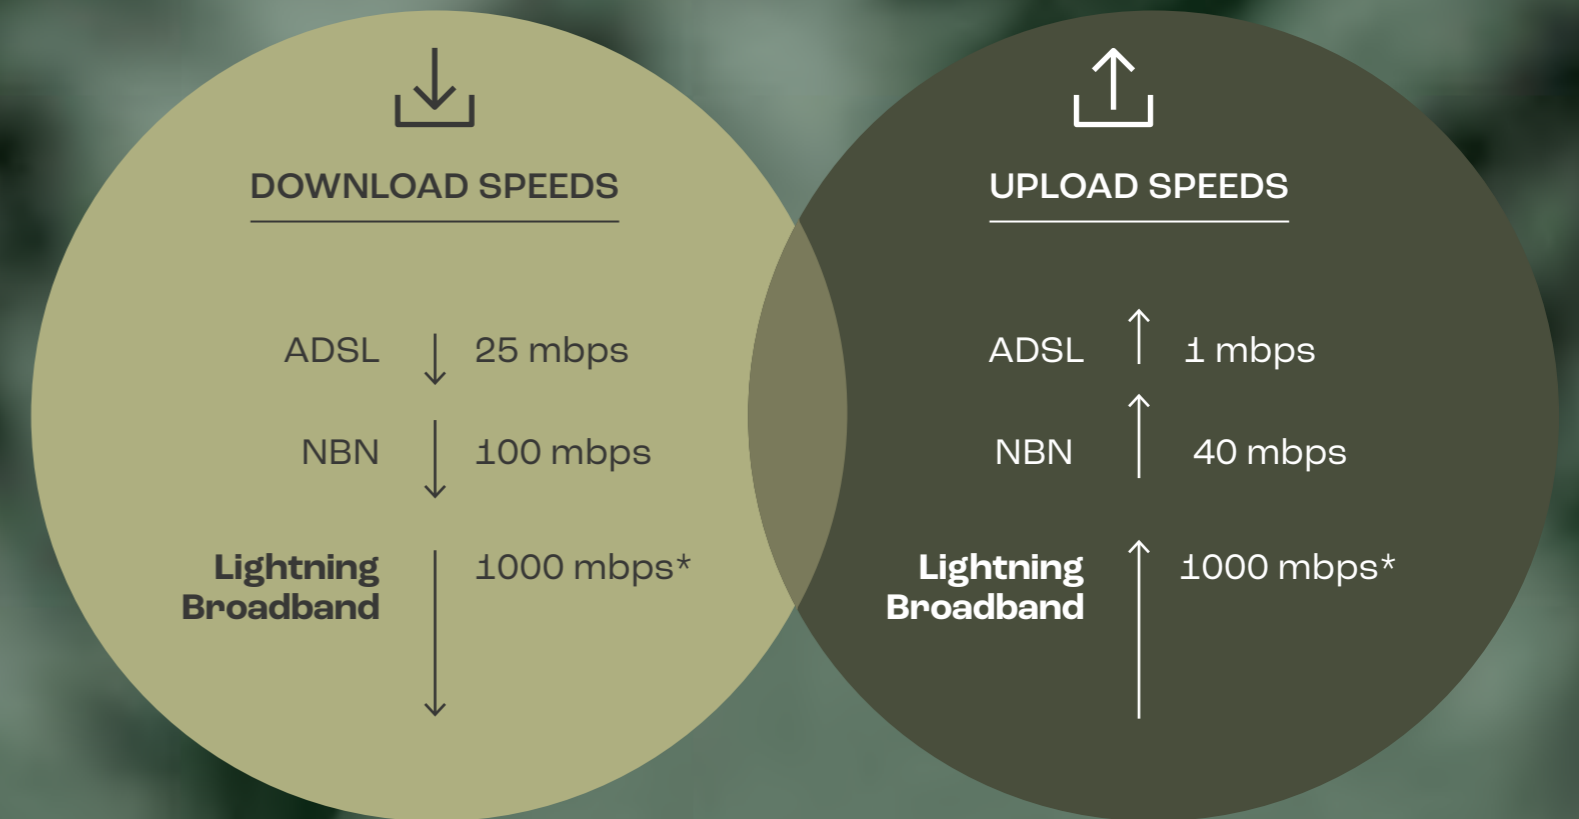 DOWNLOAD SPEEDS
ADSL 25 mbps
NBN 100 mbps
Lightning 1000 mbps*
Broadband
UPLOAD SPEEDS
ADSL 1 mbps
NBN 40 mbps
Lightning 1000 mbps*
Broadband